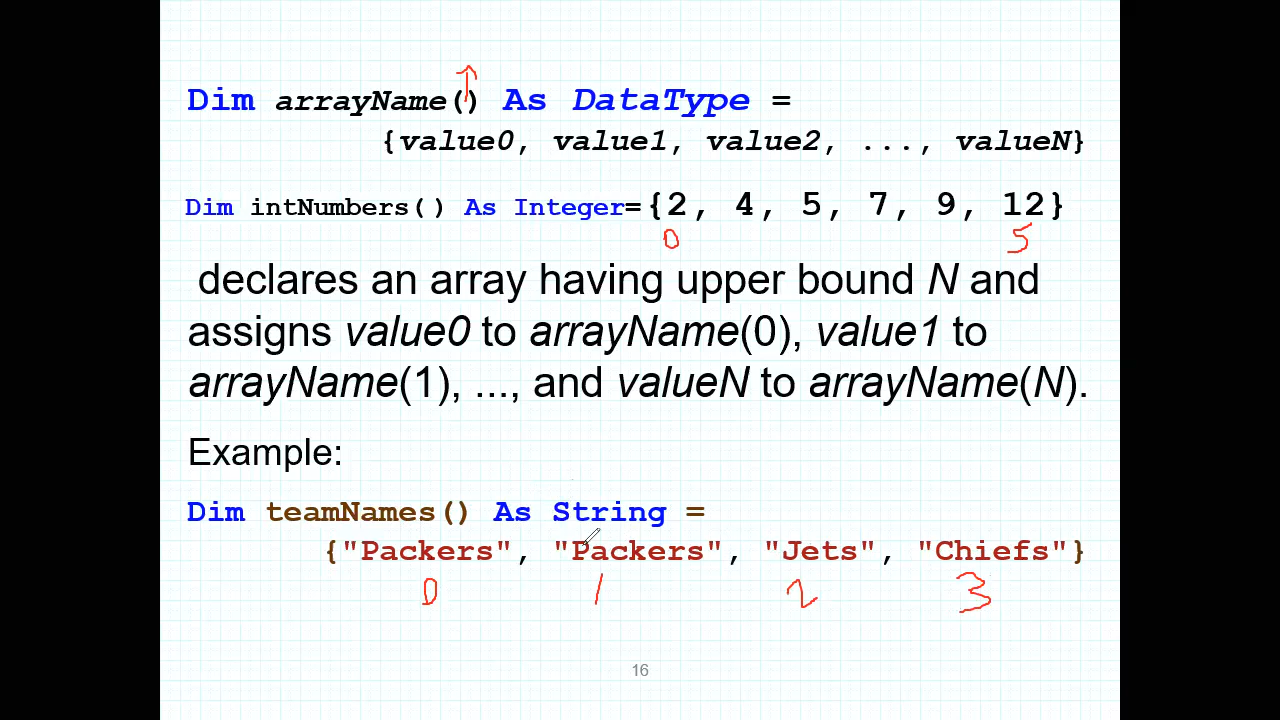 Dim arrayName() As DataType =
{value0, value1, value2, ..., valueN}
Dim intNumbers() As Integer={2, 4, 5, 7, 9, 12}
0 5
declares an array having upper bound N and
assigns value0 to arrayName(0), value1 to
arrayName(1), ..., and valueN to arrayName(N).
Example:
Dim teamNames() As String =
{"Packers", "Packers", "Jets", "Chiefs"}
0 1 2 3
16